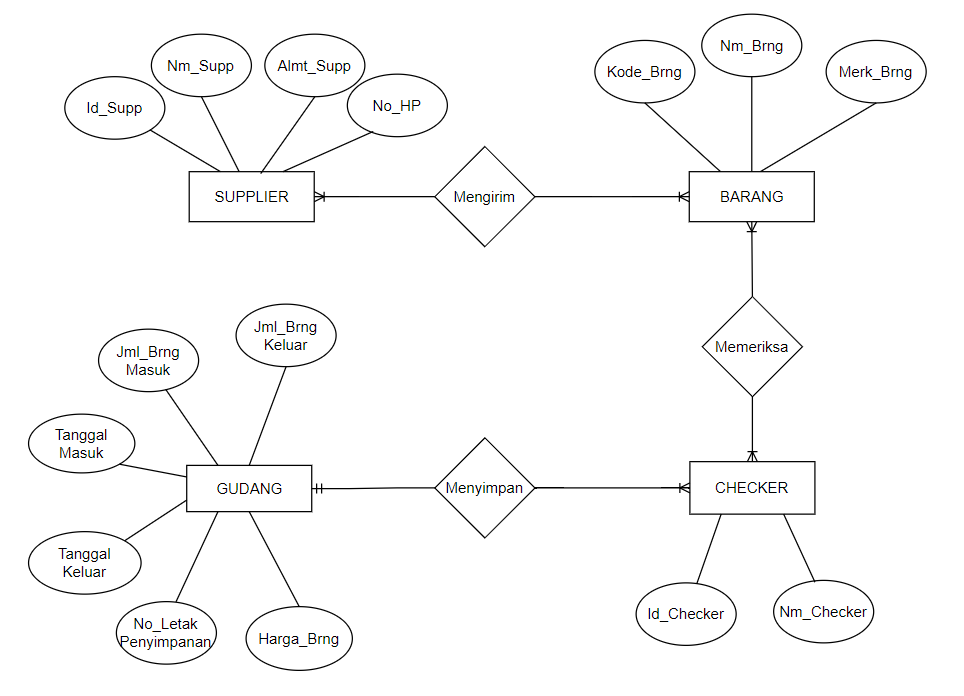 Nm_Supp
Almt_Supp
Id_Supp
No_HP
SUPPLIER
Mengirim
Kode_Brng
Nm_Brng
Merk_Brng
BARANG
Memeriksa
Jml_Brng
Keluar
Jml_Brng
Masuk
Tanggal
Masuk
GUDANG
Menyimpan
CHECKER
Tanggal
Keluar
No_Letak
Penyimpanan
Harga_Brng
Id_Checker
Nm_Checker